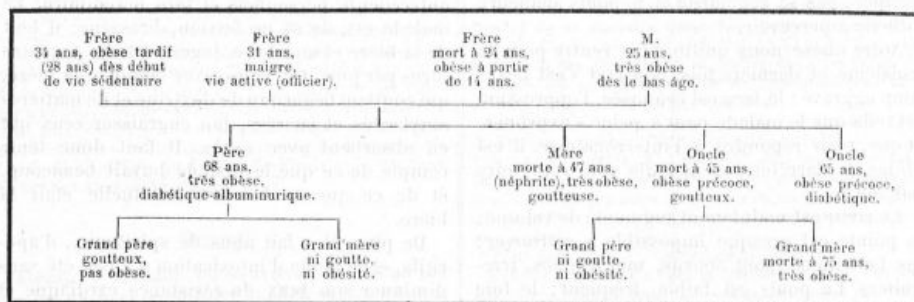 Frère
34 ans, obèse tardif
(28 ans) dès début
de vie sédentaire
Frère
31 ans,
maigre,
vie active (officier).
Frère
mort à 24 ans,
obèse à partir
de 14 ans.
M.
25 ans,
très obèse
dès le bas âge.
Père
68 ans,
très obèse.
diabétique-albuminurique.
Mère
morte à 47 ans
(néphrite), très obèse,
goutteuse.
Oncle
mort à 45 ans,
obèse précoce,
goutteux.
Oncle
65 ans,
obèse précoce,
diabétique.
Grand père
goutteux,
pas obèse.
Grand'mère
ni goutte,
ni obésité.
Grand père
ni goutte,
ni obésité.
Grand'mère
morte à 75 ans,
très obèse.